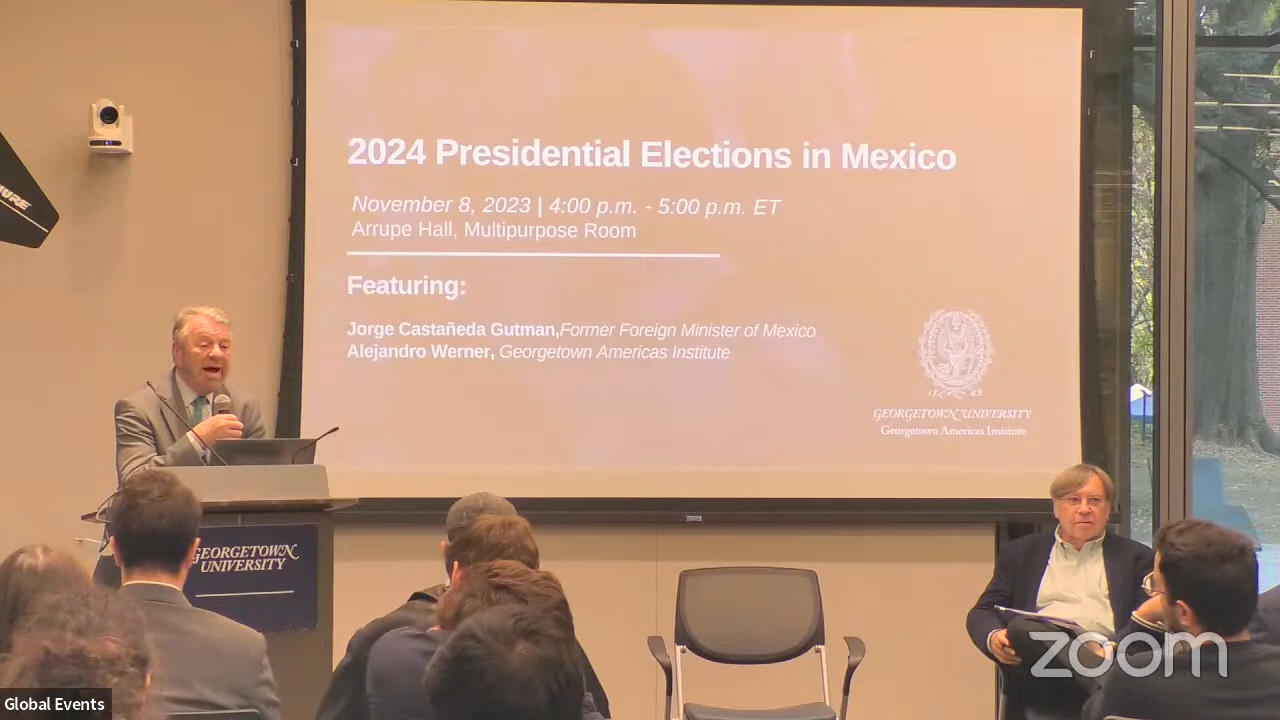 2024 Presidential Elections in Mexico
November 8, 2023 | 4:00 p.m. - 5:00 p.m. ET
Arrupe Hall, Multipurpose Room
Featuring:
Jorge Castañeda Gutman,Former Foreign Minister of Mexico
Alejandro Werner, Georgetown Americas Institute
17 89
GEORGETOWN UNIVERSITY
Georgetown Americas Institute
GEORGETOWN
UNIVERSITY
zoom
Global Events